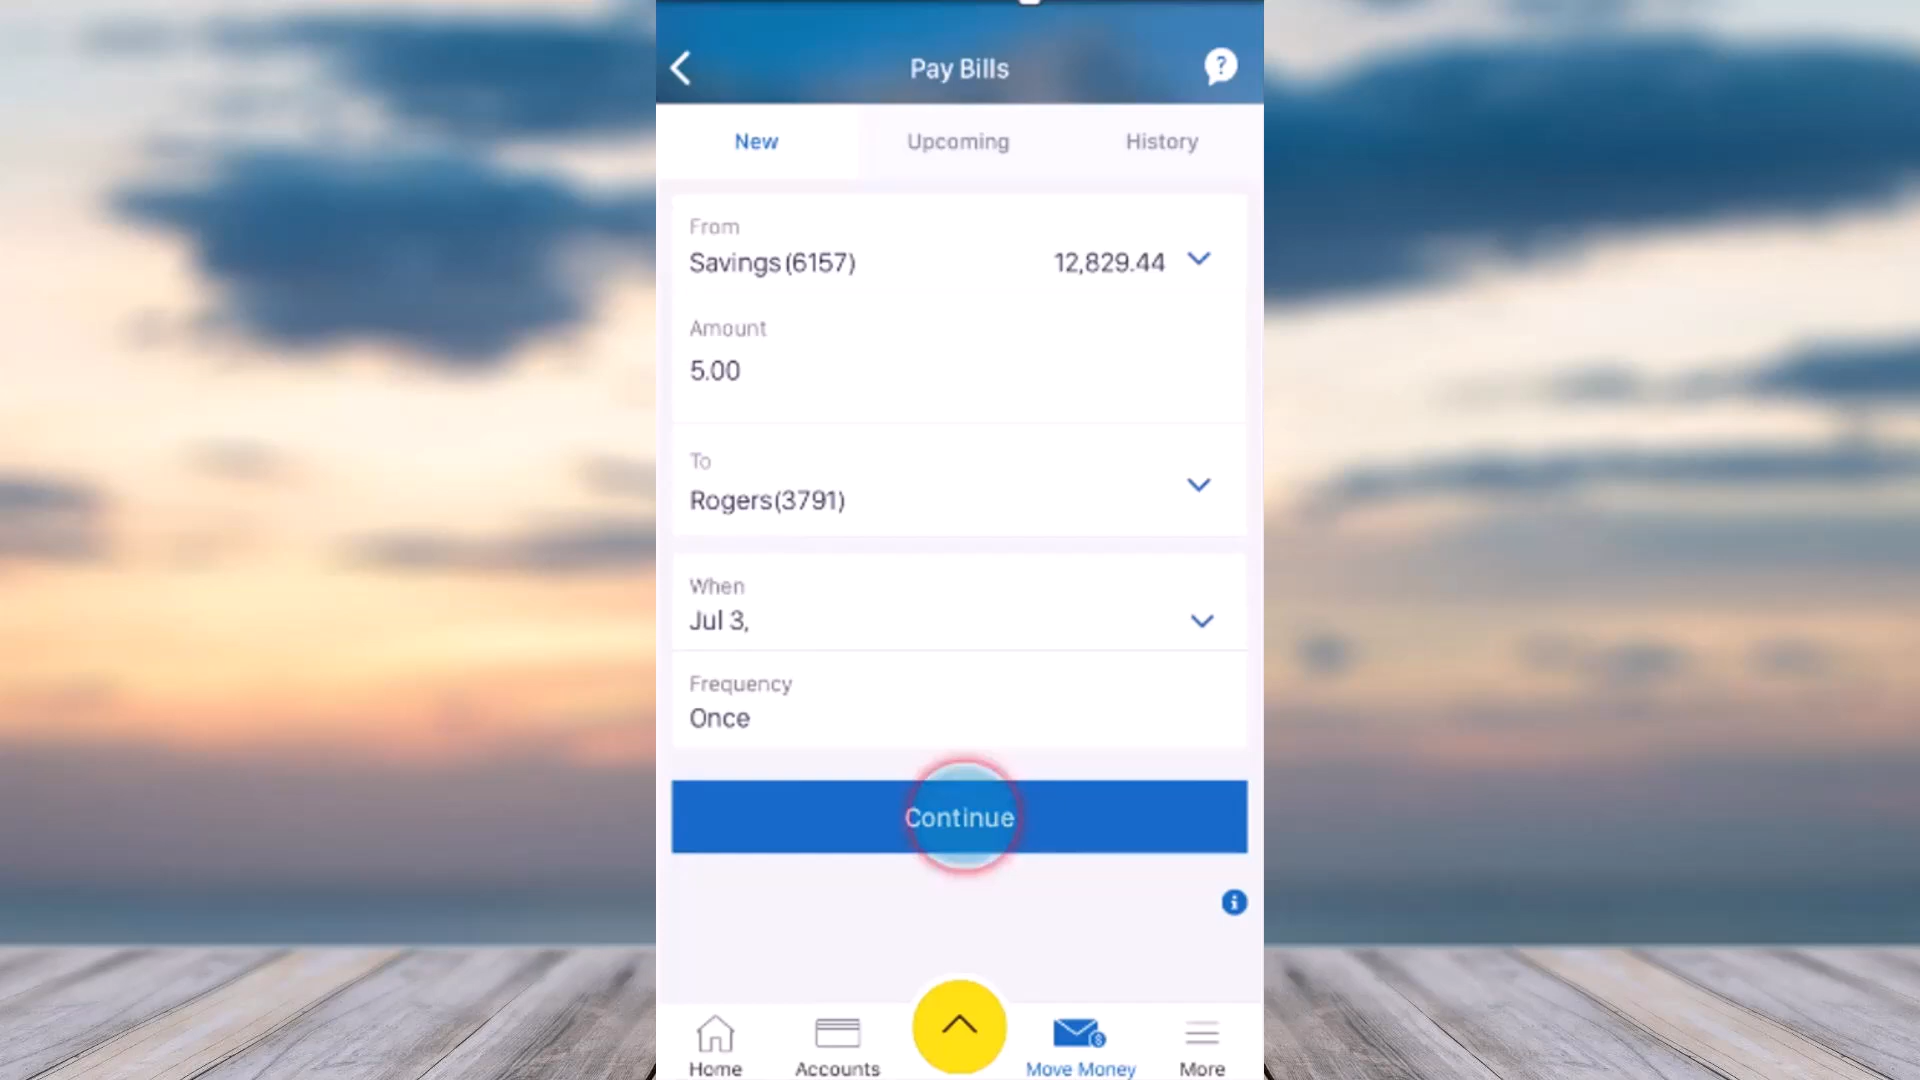 Pay Bills
?
New Upcoming History
From
Savings(6157) 12,829.44
Amount
5.00
To
Rogers(3791)
When
Jul 3,
Frequency
Once
Continue
i
$
Home Accounts Move Money More